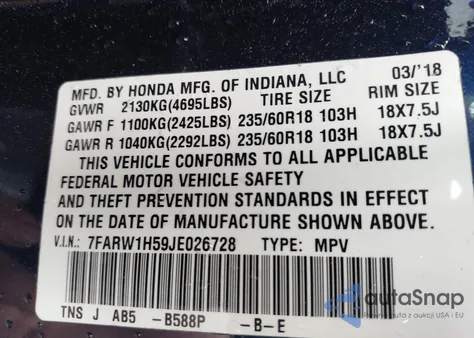 MFD. BY HONDA MFG. OF INDIANA, LLC 03/'18
GVWR 2130KG(4695LBS) TIRE SIZE RIM SIZE
GAWR F 1100KG(2425LBS) 235/60R18 103H 18X7.5J
GAWR R 1040KG(2292LBS) 235/60R18 103H 18X7.5J
THIS VEHICLE CONFORMS TO ALL APPLICABLE
FEDERAL MOTOR VEHICLE SAFETY
AND THEFT PREVENTION STANDARDS IN EFFECT
ON THE DATE OF MANUFACTURE SHOWN ABOVE.
V.I.N: 7FARW1H59JE026728 TYPE: MPV
TNS J AB5 -B588P -B-E
autoSnap
www.autosnap.cz